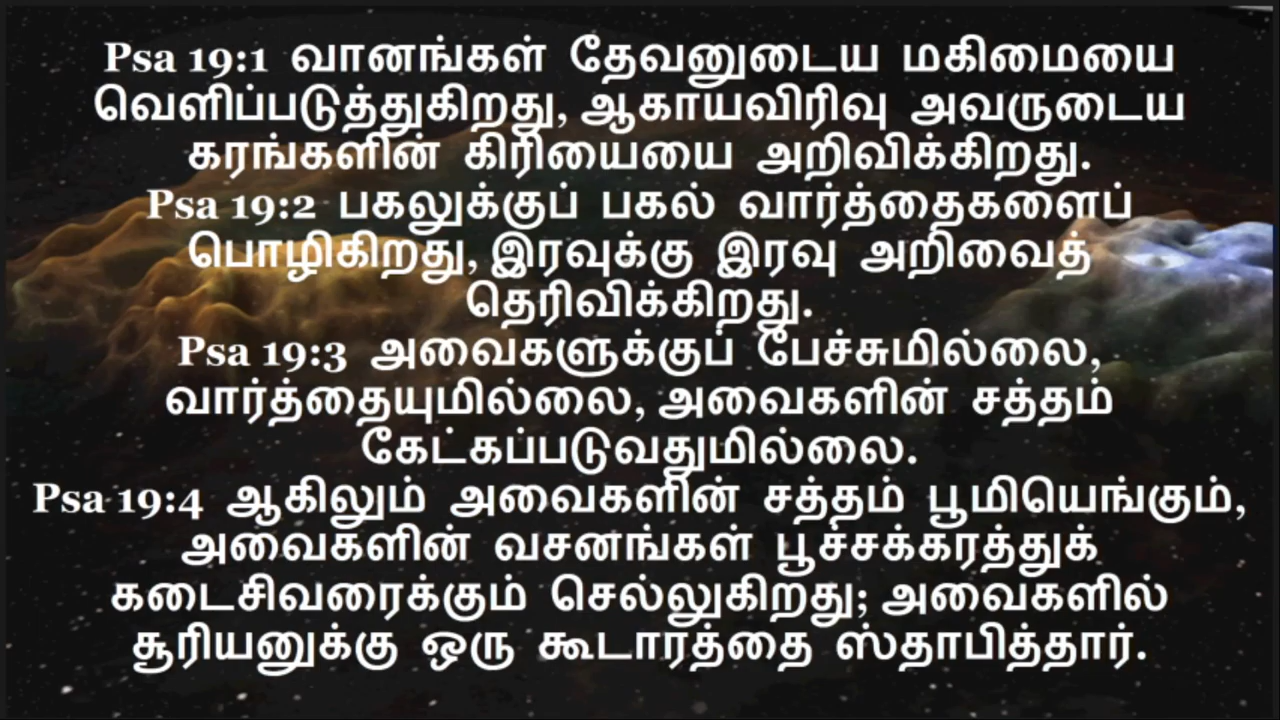 Psa 19:1 வானங்கள் தேவனுடைய மகிமையை
வெளிப்படுத்துகிறது, ஆகாயவிரிவு அவருடைய
கரங்களின் கிரியையை அறிவிக்கிறது.
Psa 19:2 பகலுக்குப் பகல் வார்த்தைகளைப்
பொழிகிறது, இரவுக்கு இரவு அறிவைத்
தெரிவிக்கிறது.
Psa 19:3 அவைகளுக்குப் பேச்சுமில்லை,
வார்த்தையுமில்லை, அவைகளின் சத்தம்
கேட்கப்படுவதுமில்லை.
Psa 19:4 ஆகிலும் அவைகளின் சத்தம் பூமியெங்கும்,
அவைகளின் வசனங்கள் பூச்சக்கரத்துக்
கடைசிவரைக்கும் செல்லுகிறது; அவைகளில்
சூரியனுக்கு ஒரு கூடாரத்தை ஸ்தாபித்தார்.